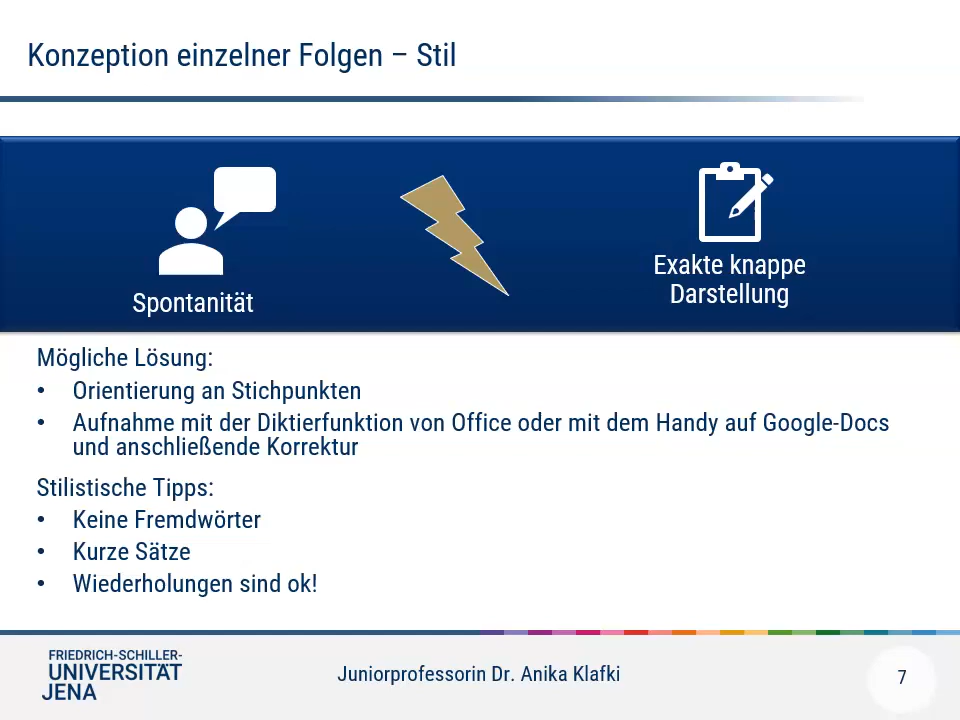 Konzeption einzelner Folgen – Stil
Spontanität
Exakte knappe
Darstellung
Mögliche Lösung:
• Orientierung an Stichpunkten
• Aufnahme mit der Diktierfunktion von Office oder mit dem Handy auf Google-Docs
und anschließende Korrektur
Stilistische Tipps:
• Keine Fremdwörter
• Kurze Sätze
• Wiederholungen sind ok!
FRIEDRICH-SCHILLER-
UNIVERSITÄT
JENA
Juniorprofessorin Dr. Anika Klafki
7